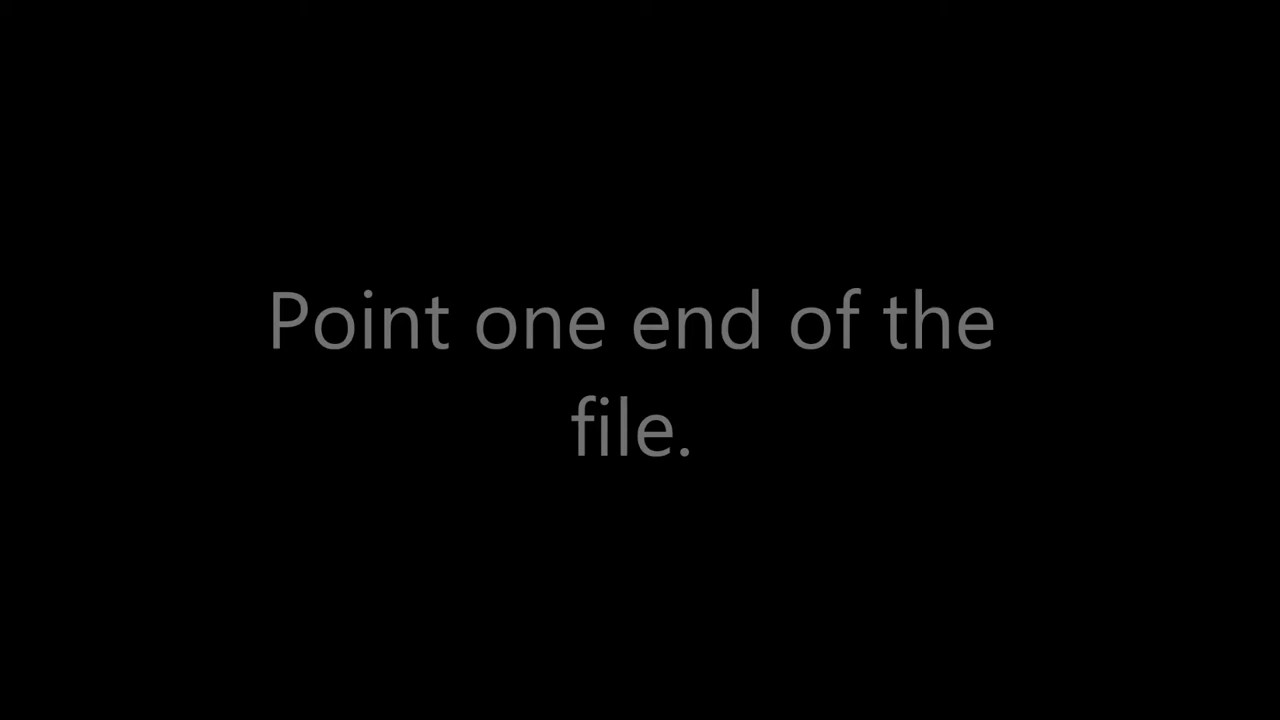 Point one end of the
file.